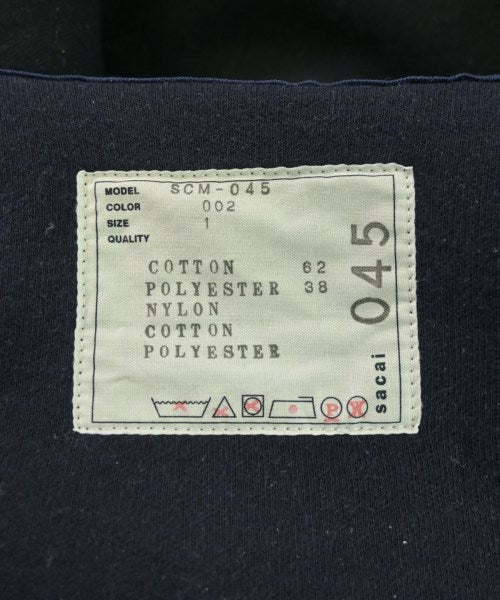 MODEL SCM-045
COLOR 002
SIZE 1
QUALITY
COTTON 62
POLYESTER 38
NYLON
COTTON
POLYESTER
P W
sacai 045